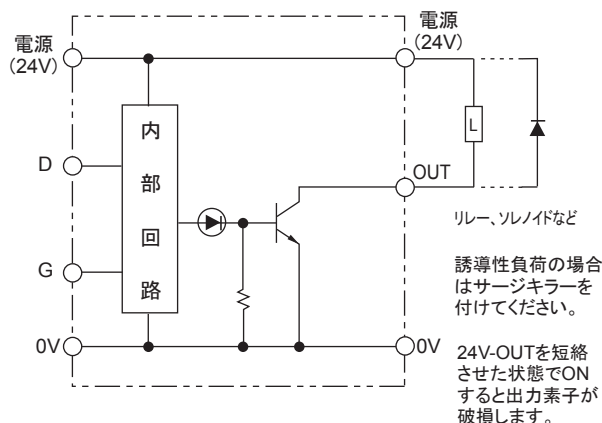 電源
(24V)
電源
(24V)
内
部
回
路
D
G
0V
OUT
0V
L
リレー、ソレノイドなど
誘導性負荷の場合
はサージキラーを
付けてください。
24V-OUTを短絡
させた状態でON
すると出力素子が
破損します。